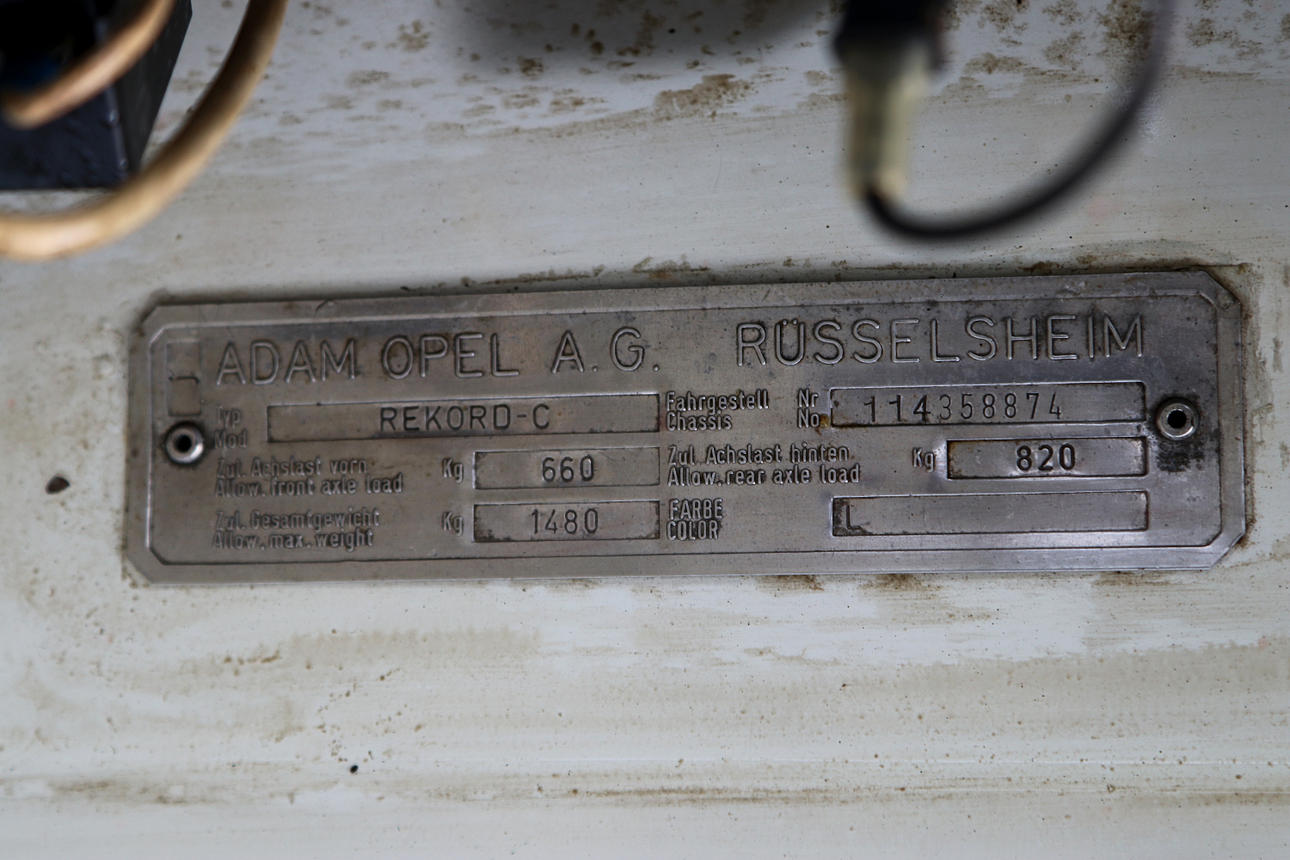 ADAM OPEL A.G. RÜSSELSHEIM
Typ
Mod
REKORD-C
Fahrgestell
Chassis
Nr
No
114358874
Zul. Achslast vorn
Allow. front axle load
Kg
660
Zul. Achslast hinten
Allow. rear axle load
Kg
820
Zul. Gesamtgewicht
Allow. max. weight
Kg
1480
FARBE
COLOR
L